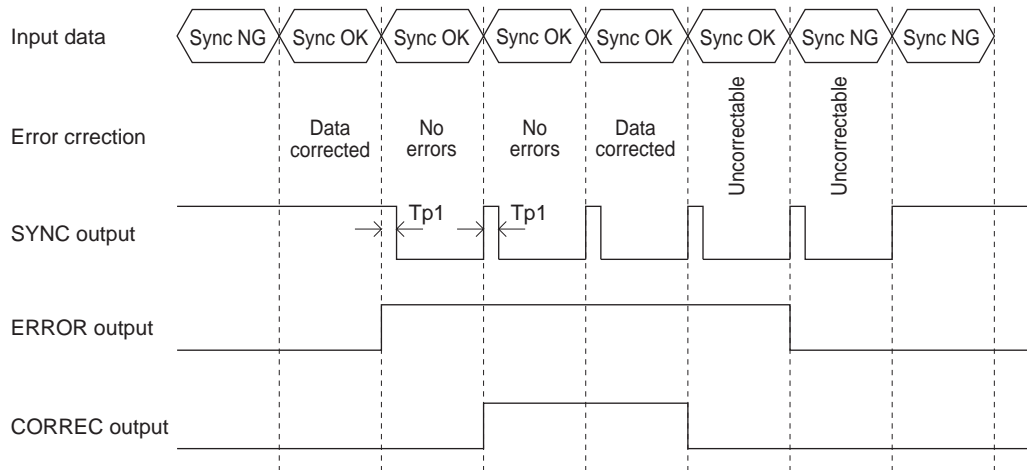 Input data
Sync NG Sync OK Sync OK Sync OK Sync OK Sync OK Sync NG Sync NG
Error crrection
Data
corrected
No
errors
No
errors
Data
corrected
Uncorrectable
Uncorrectable
SYNC output
Tp1
Tp1
ERROR output
CORREC output